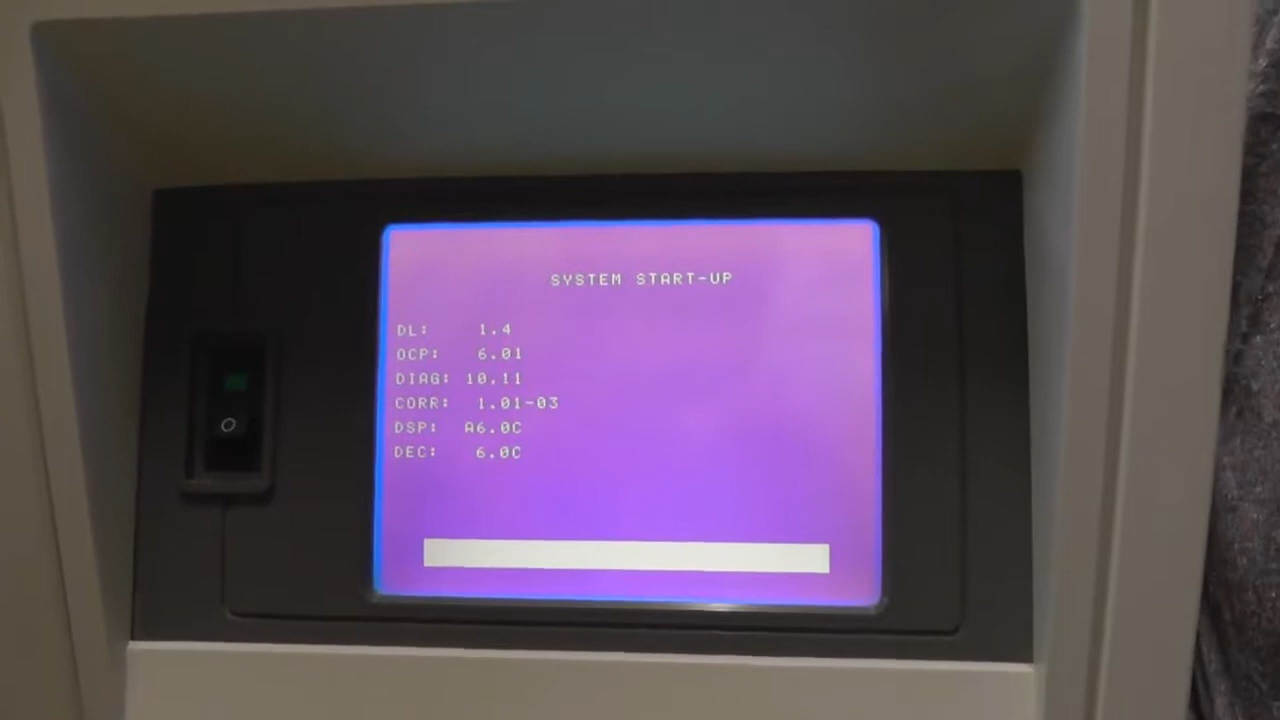 SYSTEM START-UP
DL: 1.4
OCP: 6.01
DIAG: 10.11
CORR: 1.01-03
DSP: A6.0C
DEC: 6.0C